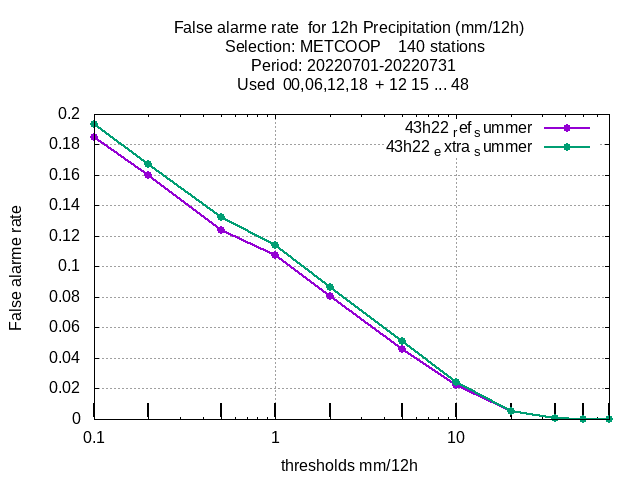 False alarme rate for 12h Precipitation (mm/12h)
Selection: METCOOP 140 stations
Period: 20220701-20220731
Used 00,06,12,18 + 12 15 ... 48
43h22 ref summer
43h22 extra summer
False alarme rate
0.2
0.18
0.16
0.14
0.12
0.1
0.08
0.06
0.04
0.02
0
0.1 1 10
thresholds mm/12h